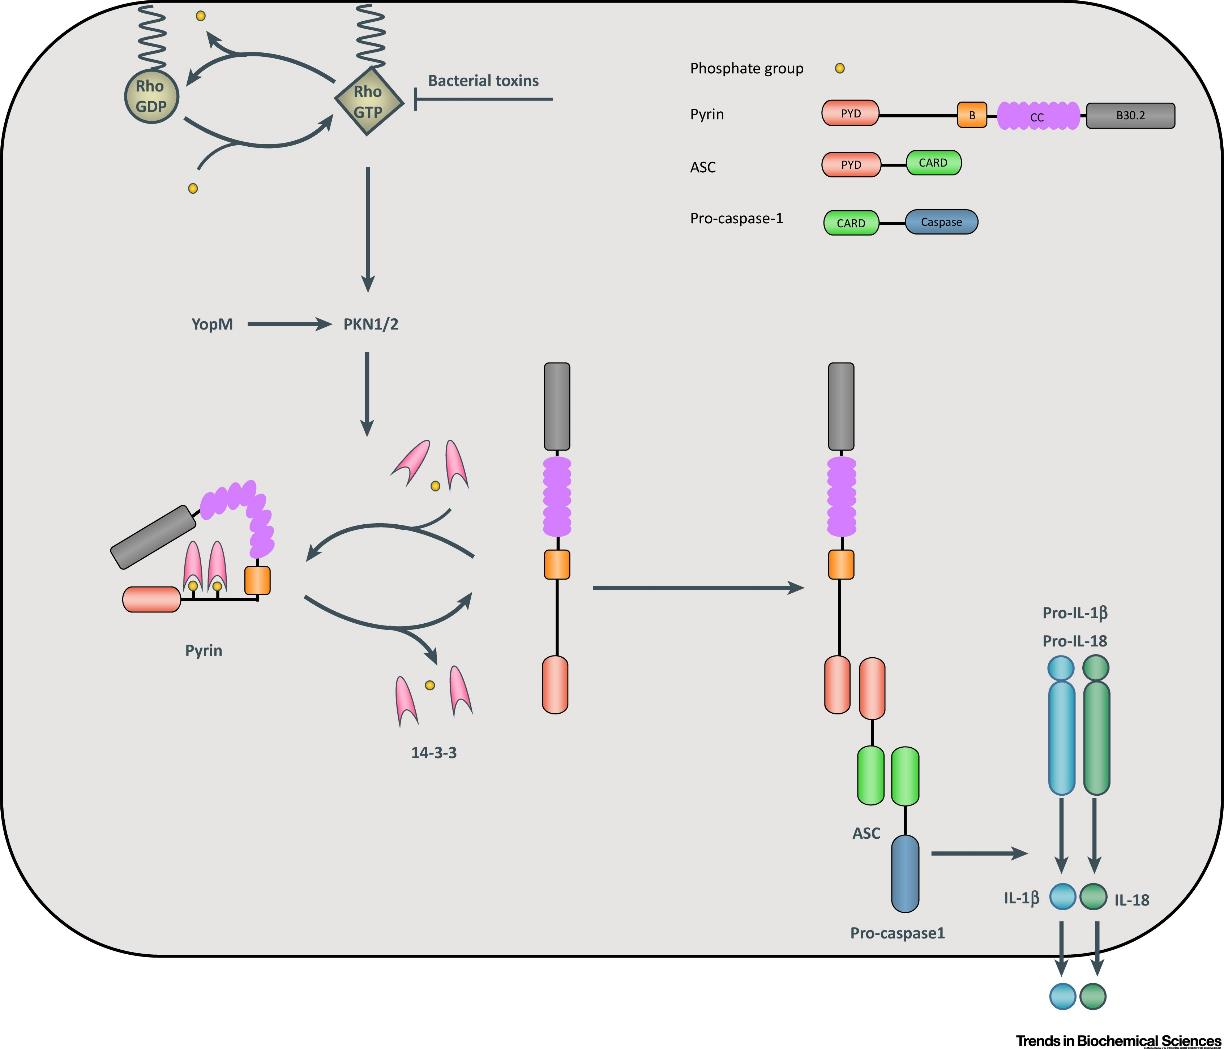 Rho
GDP
Rho
GTP
Bacterial toxins
Phosphate group
Pyrin
PYD
B
CC
B30.2
ASC
PYD
CARD
Pro-caspase-1
CARD
Caspase
YopM
PKN1/2
Pyrin
14-3-3
Pro-IL-1β
Pro-IL-18
ASC
IL-1β
IL-18
Pro-caspase1
Trends in Biochemical Sciences